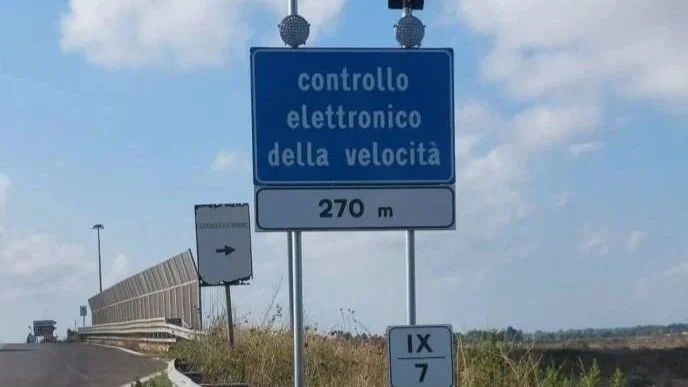 controllo
elettronico
della velocità
270 m
IX
7